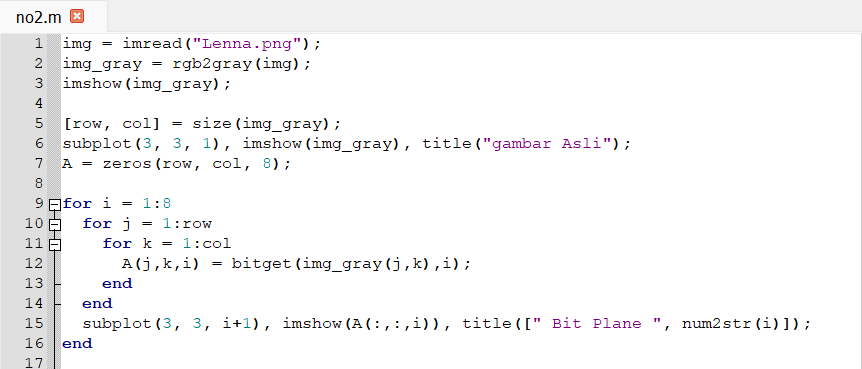 no2.m
1 img = imread("Lenna.png");
2 img_gray = rgb2gray(img);
3 imshow(img_gray);
4
5 [row, col] = size(img_gray);
6 subplot(3, 3, 1), imshow(img_gray), title("gambar Asli");
7 A = zeros(row, col, 8);
8
9 for i = 1:8
10   for j = 1:row
11     for k = 1:col
12       A(j,k,i) = bitget(img_gray(j,k),i);
13     end
14   end
15   subplot(3, 3, i+1), imshow(A(:,:,i)), title([" Bit Plane ", num2str(i)]);
16 end
17